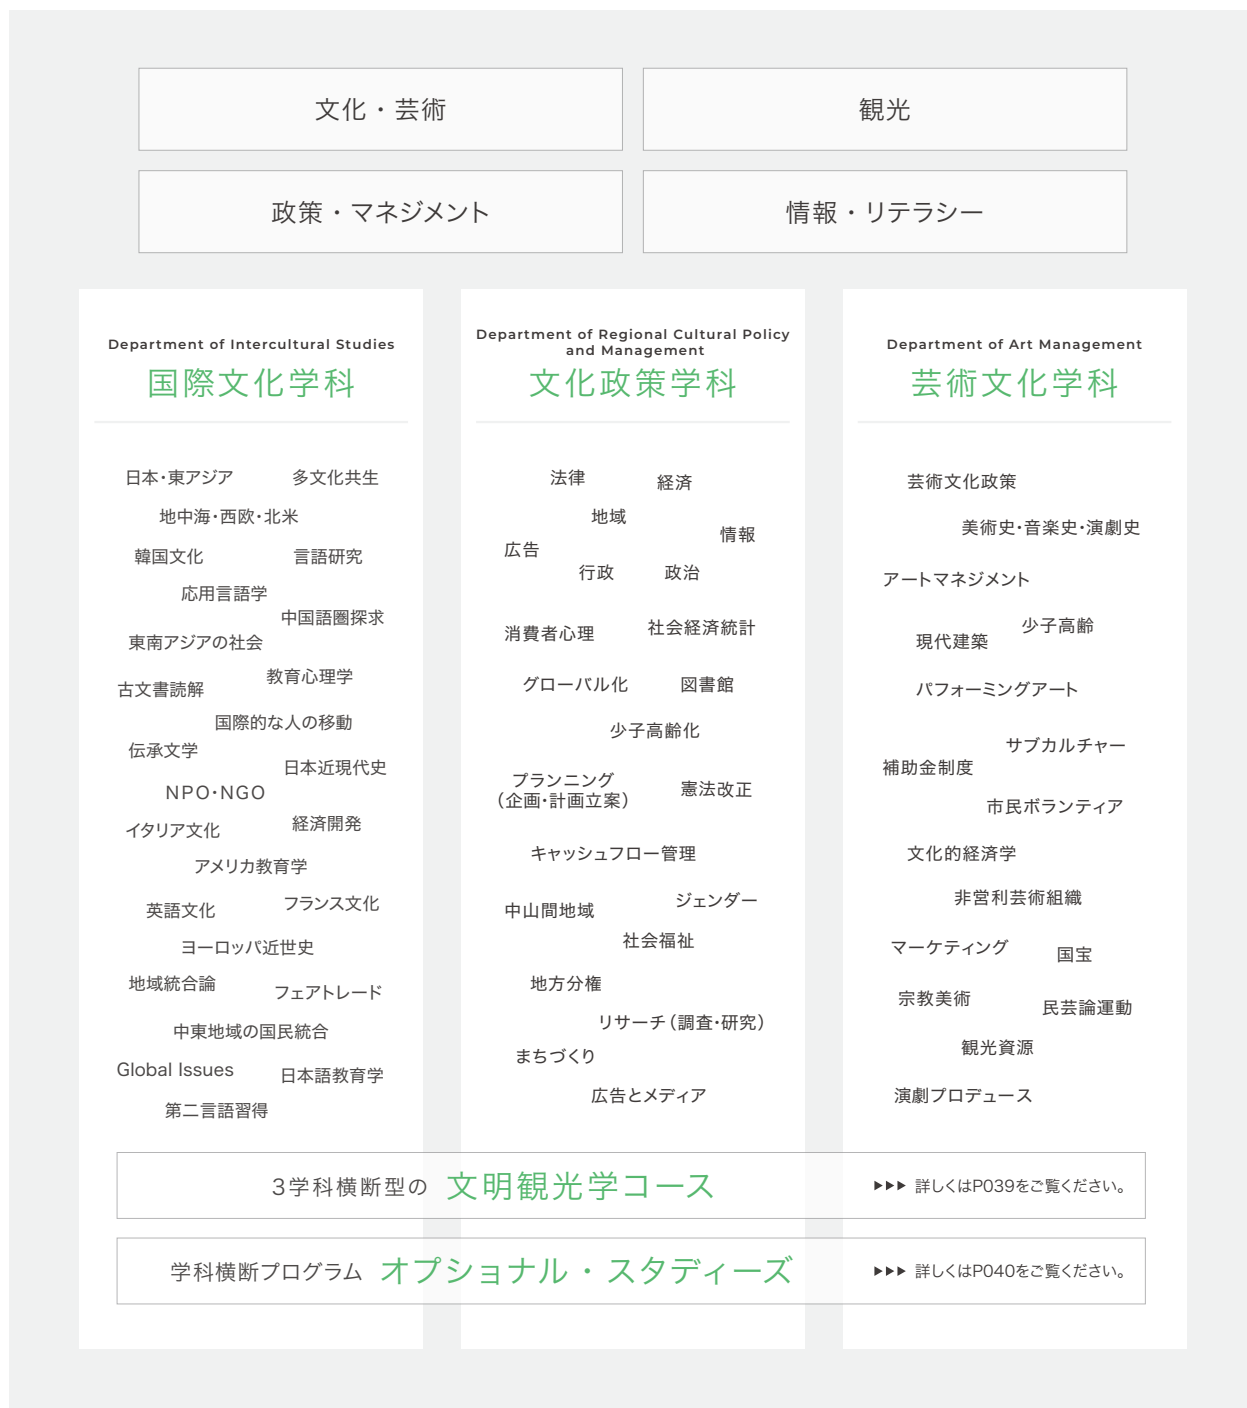 文化・芸術
観光
政策・マネジメント
情報・リテラシー
Department of Intercultural Studies
国際文化学科
日本・東アジア
多文化共生
地中海・西欧・北米
韓国文化
言語研究
応用言語学
中国語圏探求
東南アジアの社会
教育心理学
古文書読解
国際的な人の移動
伝承文学
日本近現代史
NPO・NGO
経済開発
イタリア文化
アメリカ教育学
フランス文化
英語文化
ヨーロッパ近世史
地域統合論
フェアトレード
中東地域の国民統合
Global Issues
日本語教育学
第二言語習得
Department of Regional Cultural Policy
and Management
文化政策学科
法律
経済
地域
情報
広告
行政
政治
消費者心理
社会経済統計
グローバル化
図書館
少子高齢化
プランニング
（企画・計画立案）
憲法改正
キャッシュフロー管理
ジェンダー
中山間地域
社会福祉
地方分権
リサーチ（調査・研究）
まちづくり
広告とメディア
Department of Art Management
芸術文化学科
芸術文化政策
美術史・音楽史・演劇史
アートマネジメント
少子高齢
現代建築
パフォーミングアート
サブカルチャー
補助金制度
市民ボランティア
文化的経済学
非営利芸術組織
マーケティング
国宝
宗教美術
民芸論運動
観光資源
演劇プロデュース
3学科横断型の 文明観光学コース ▶▶▶ 詳しくはP039をご覧ください。
学科横断プログラム オプショナル・スタディーズ ▶▶▶ 詳しくはP040をご覧ください。